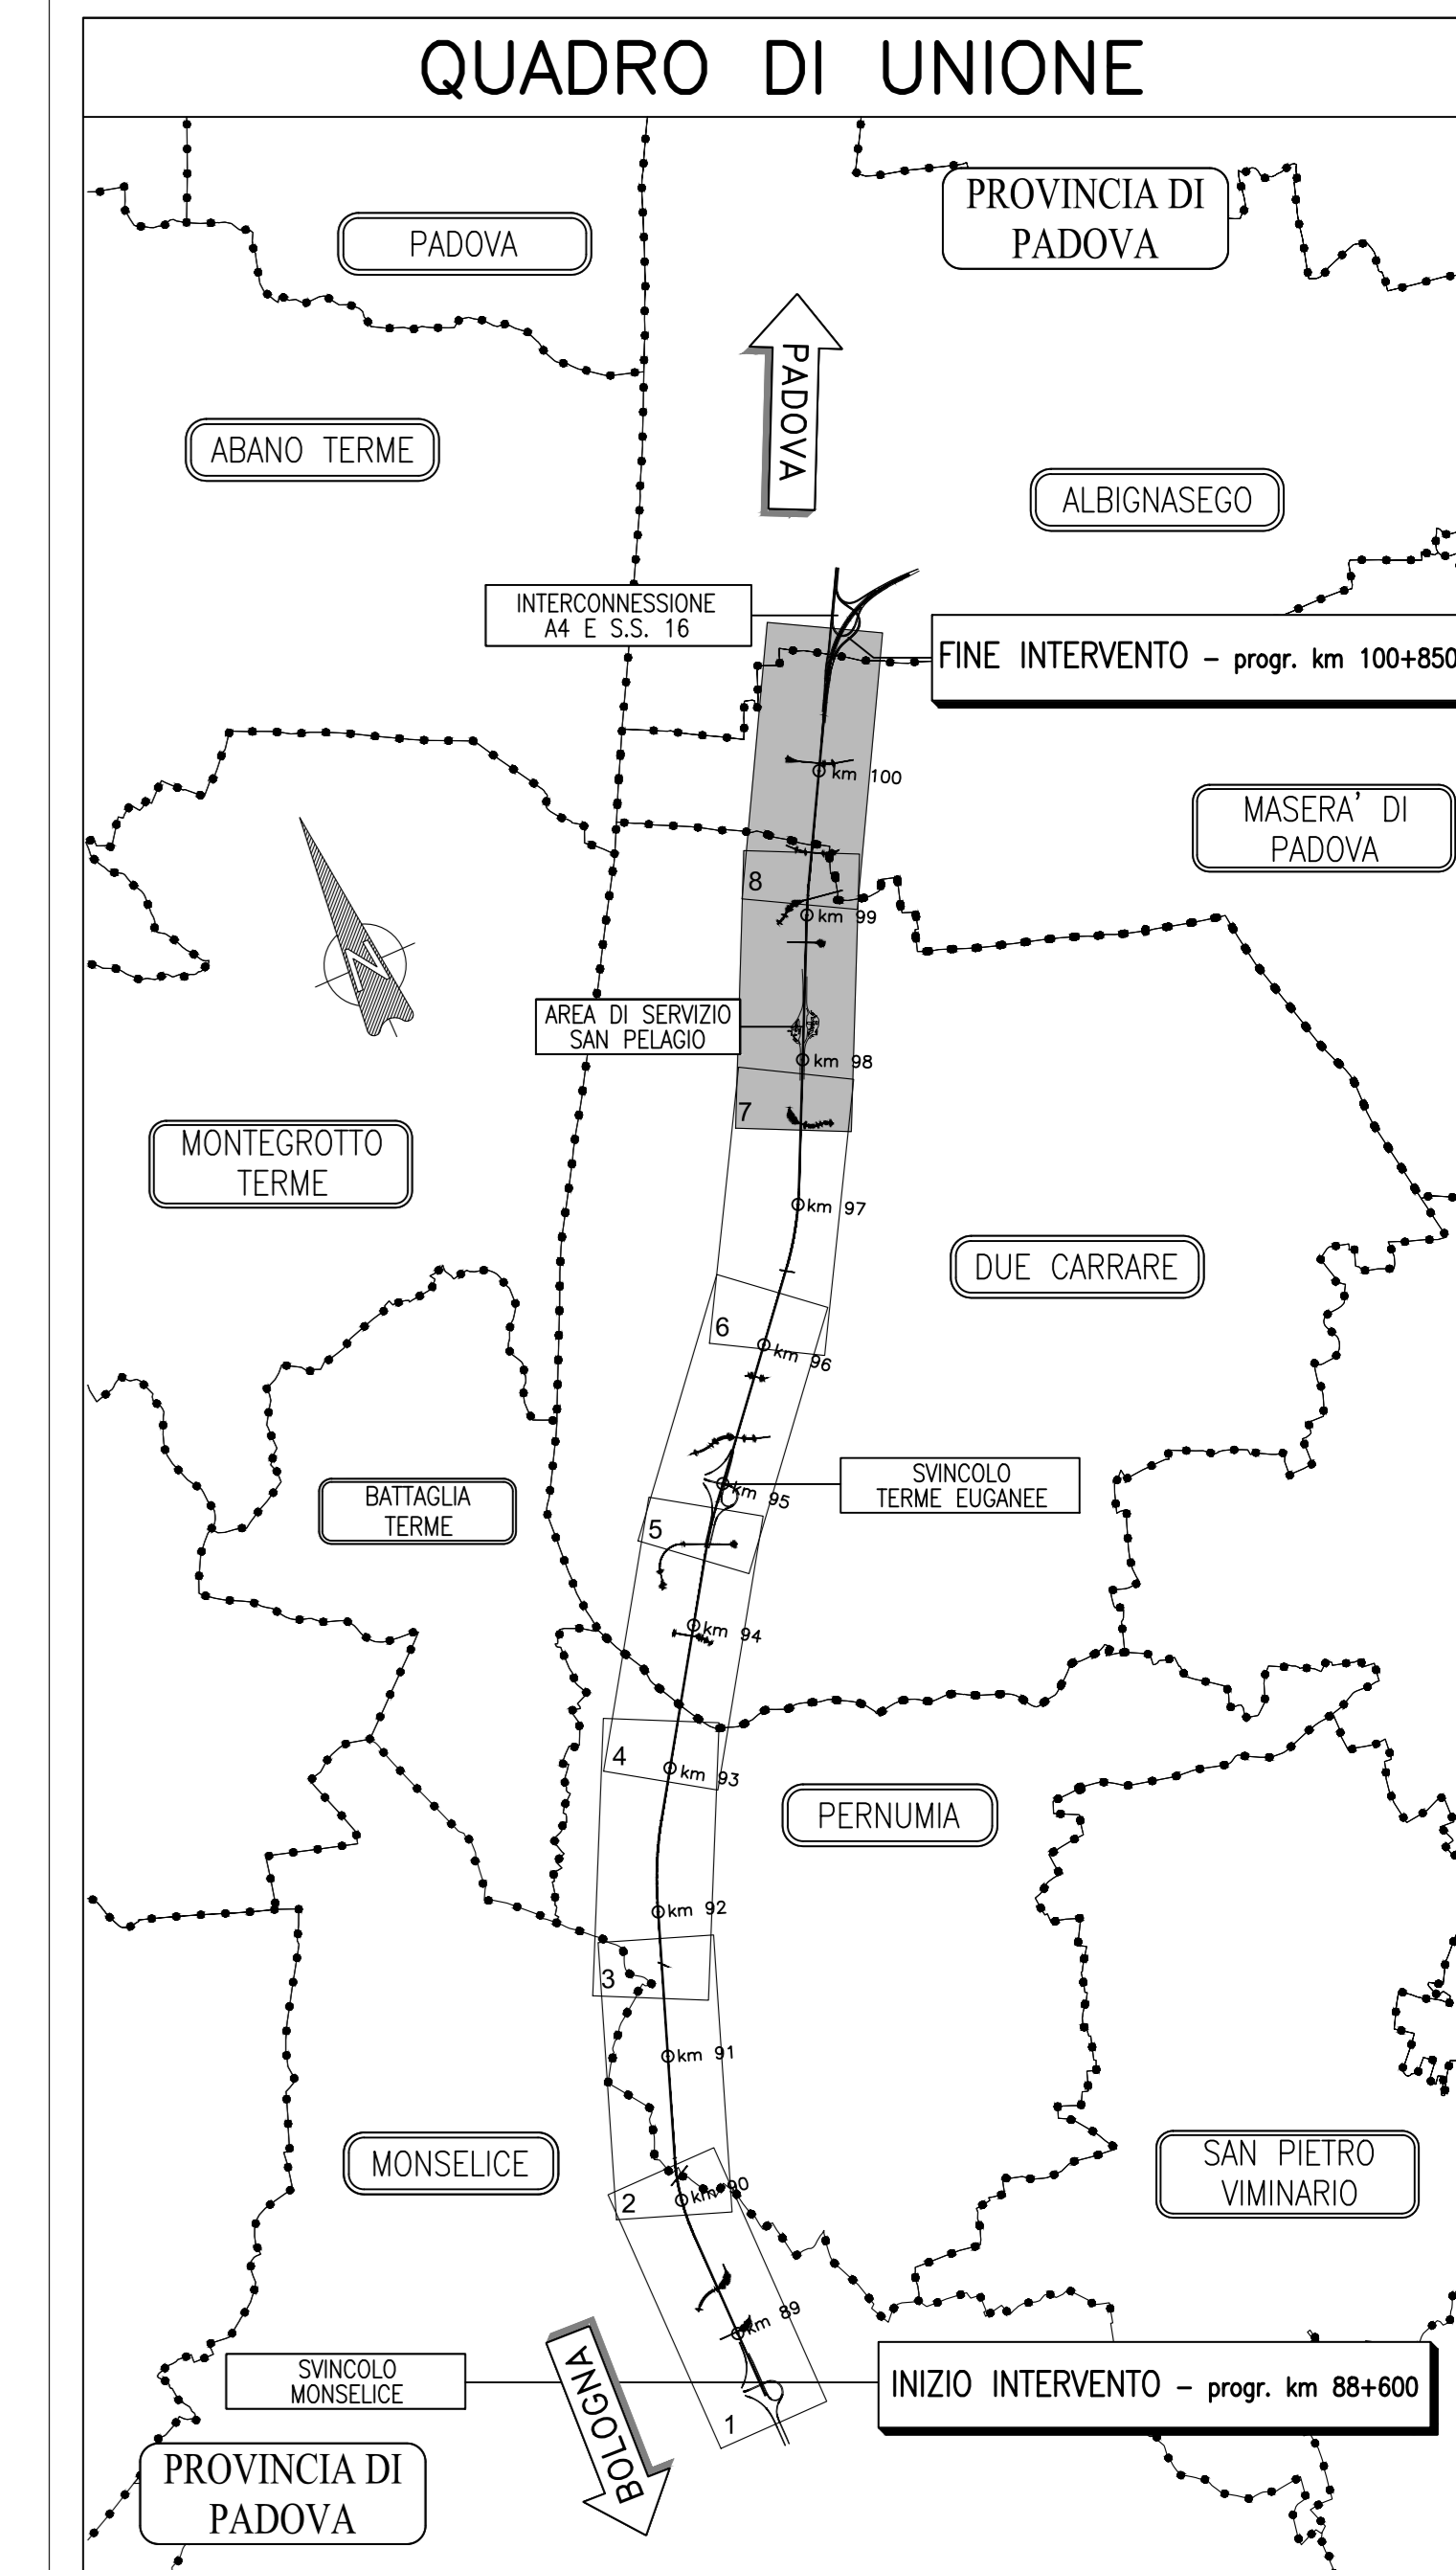 QUADRO DI UNIONE
PROVINCIA DI
PADOVA
PADOVA
PADOVA
ABANO TERME
ALBIGNASEGO
INTERCONNESSIONE
A4 E S.S. 16
FINE INTERVENTO – progr. km 100+850
km 100
MASERA' DI
PADOVA
8
km 99
N
AREA DI SERVIZIO
SAN PELAGIO
km 98
7
MONTEGROTTO
TERME
km 97
DUE CARRARE
6
km 96
SVINCOLO
TERME EUGANEE
km 95
BATTAGLIA
TERME
5
km 94
4
km 93
PERNUMIA
km 92
3
km 91
MONSELICE
SAN PIETRO
VIMINARIO
2
km 90
km 89
SVINCOLO
MONSELICE
BOLOGNA
INIZIO INTERVENTO – progr. km 88+600
1
PROVINCIA DI
PADOVA